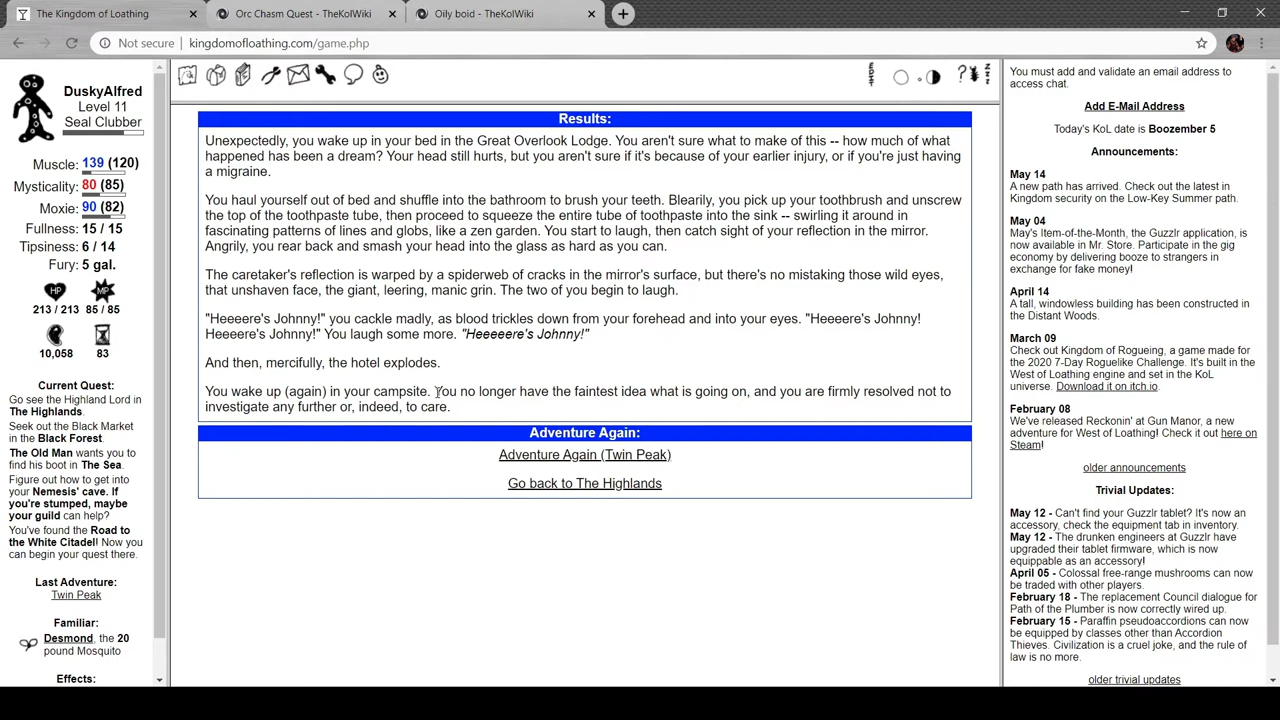 The Kingdom of Loathing
Orc Chasm Quest - TheKolWiki
Oily boid - TheKolWiki
Not secure | kingdomofloathing.com/game.php
DuskyAlfred
Level 11
Seal Clubber
Muscle: 139 (120)
Mysticality: 80 (85)
Moxie: 90 (82)
Fullness: 15 / 15
Tipsiness: 6 / 14
Fury: 5 gal.
HP MP
213 / 213 85 / 85
10,058 83
Current Quest:
Go see the Highland Lord in
The Highlands.
Seek out the Black Market
in the Black Forest.
The Old Man wants you to
find his boot in The Sea.
Figure out how to get into
your Nemesis' cave. If
you're stumped, maybe
your guild can help?
You've found the Road to
the White Citadel! Now you
can begin your quest there.
Last Adventure:
Twin Peak
Familiar:
Desmond, the 20
pound Mosquito
Effects:
Results:
Unexpectedly, you wake up in your bed in the Great Overlook Lodge. You aren't sure what to make of this -- how much of what
happened has been a dream? Your head still hurts, but you aren't sure if it's because of your earlier injury, or if you're just having
a migraine.
You haul yourself out of bed and shuffle into the bathroom to brush your teeth. Blearily, you pick up your toothbrush and unscrew
the top of the toothpaste tube, then proceed to squeeze the entire tube of toothpaste into the sink -- swirling it around in
fascinating patterns of lines and globs, like a zen garden. You start to laugh, then catch sight of your reflection in the mirror.
Angrily, you rear back and smash your head into the glass as hard as you can.
The caretaker's reflection is warped by a spiderweb of cracks in the mirror's surface, but there's no mistaking those wild eyes,
that unshaven face, the giant, leering, manic grin. The two of you begin to laugh.
"Heeeere's Johnny!" you cackle madly, as blood trickles down from your forehead and into your eyes. "Heeeere's Johnny!
Heeeere's Johnny!" You laugh some more. "Heeeeere's Johnny!"
And then, mercifully, the hotel explodes.
You wake up (again) in your campsite. You no longer have the faintest idea what is going on, and you are firmly resolved not to
investigate any further or, indeed, to care.
Adventure Again:
Adventure Again (Twin Peak)
Go back to The Highlands
You must add and validate an email address to
access chat.
Add E-Mail Address
Today's KoL date is Boozember 5
Announcements:
May 14
A new path has arrived. Check out the latest in
Kingdom security on the Low-Key Summer path.
May 04
May's Item-of-the-Month, the Guzzlr application, is
now available in Mr. Store. Participate in the gig
economy by delivering booze to strangers in
exchange for fake money!
April 14
A tall, windowless building has been constructed in
the Distant Woods.
March 09
Check out Kingdom of Rogueing, a game made for
the 2020 7-Day Roguelike Challenge. It's built in the
West of Loathing engine and set in the KoL
universe. Download it on itch.io.
February 08
We've released Reckonin' at Gun Manor, a new
adventure for West of Loathing! Check it out here on
Steam!
older announcements
Trivial Updates:
May 12 - Can't find your Guzzlr tablet? It's now an
accessory, check the equipment tab in inventory.
May 12 - The drunken engineers at Guzzlr have
upgraded their tablet firmware, which is now
equippable as an accessory!
April 05 - Colossal free-range mushrooms can now
be traded with other players.
February 18 - The replacement Council dialogue for
Path of the Plumber is now correctly wired up.
February 15 - Paraffin pseudoaccordions can now
be equipped by classes other than Accordion
Thieves. Civilization is a cruel joke, and the rule of
law is no more.
older trivial updates